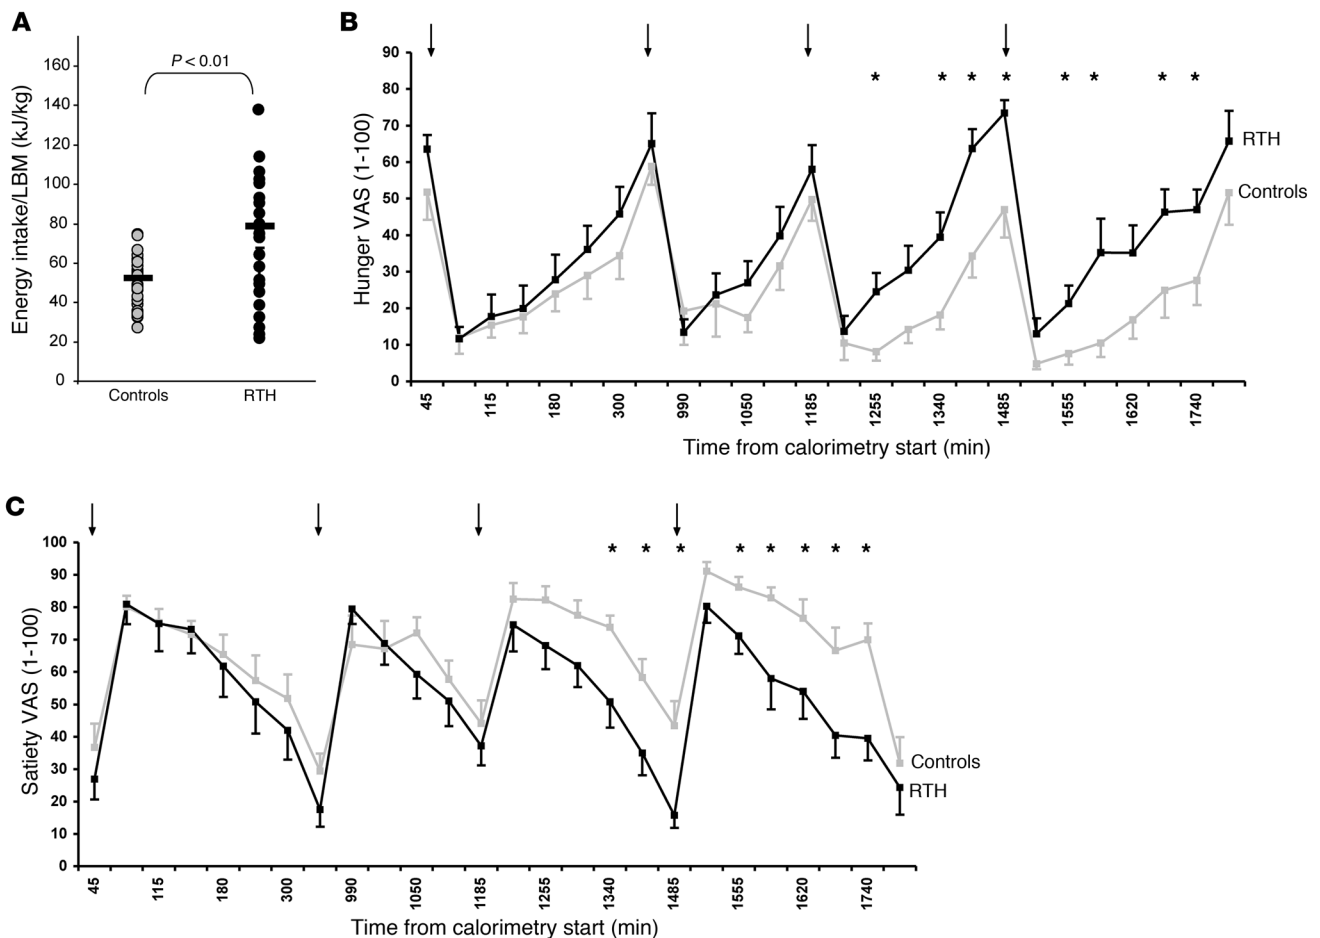 A
Energy intake/LBM (kJ/kg)
160
140
120
100
80
60
40
20
0
P < 0.01
Controls
RTH
B
Hunger VAS (1-100)
90
80
70
60
50
40
30
20
10
0
* * * * * * * *
RTH
Controls
45 115 180 300 990 1050 1185 1255 1340 1485 1555 1620 1740
Time from calorimetry start (min)
C
Satiety VAS (1-100)
100
90
80
70
60
50
40
30
20
10
0
* * * * * * * *
Controls
RTH
45 115 180 300 990 1050 1185 1255 1340 1485 1555 1620 1740
Time from calorimetry start (min)